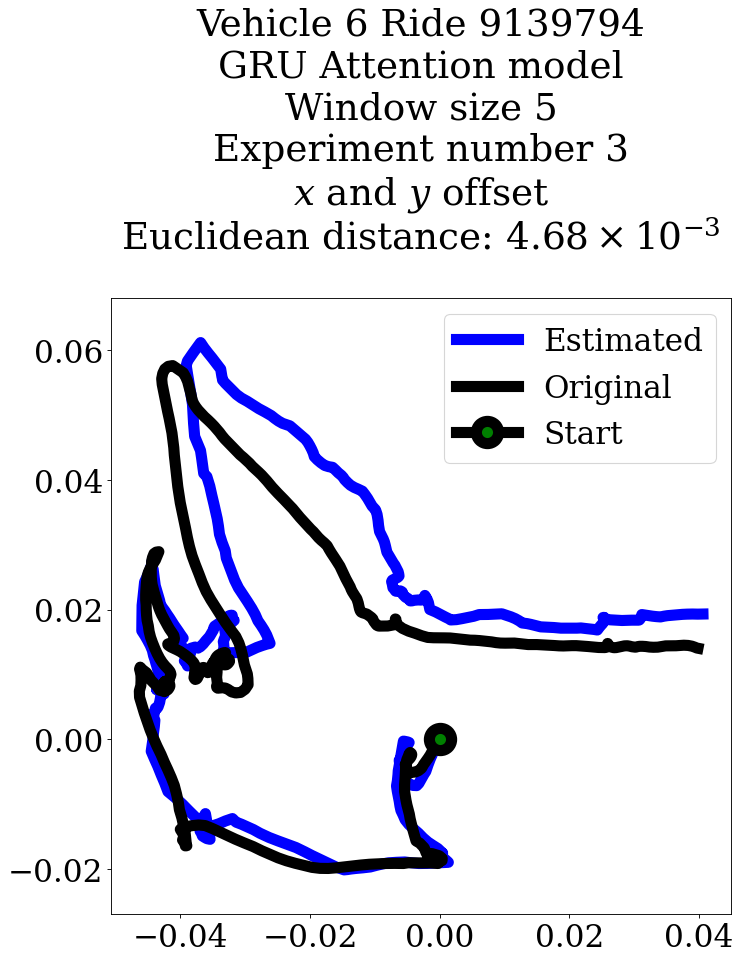 Vehicle 6 Ride 9139794
GRU Attention model
Window size 5
Experiment number 3
x and y offset
Euclidean distance: 4.68 × 10⁻³
Estimated
Original
Start
0.06
0.04
0.02
0.00
−0.02
−0.04 −0.02 0.00 0.02 0.04